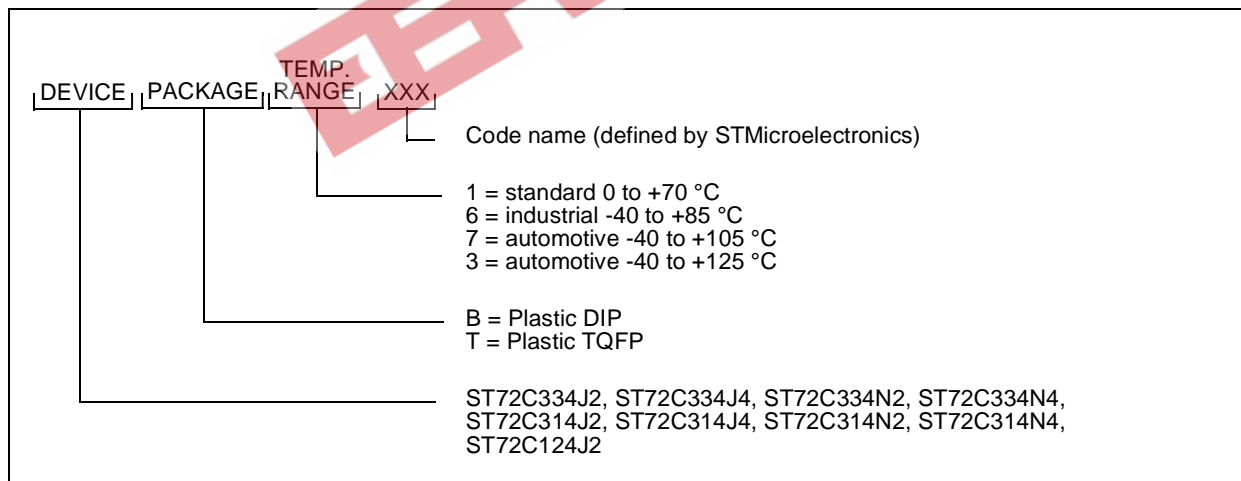 TEMP.
DEVICE PACKAGE RANGE XXX
Code name (defined by STMicroelectronics)
1 = standard 0 to +70 °C
6 = industrial -40 to +85 °C
7 = automotive -40 to +105 °C
3 = automotive -40 to +125 °C
B = Plastic DIP
T = Plastic TQFP
ST72C334J2, ST72C334J4, ST72C334N2, ST72C334N4,
ST72C314J2, ST72C314J4, ST72C314N2, ST72C314N4,
ST72C124J2